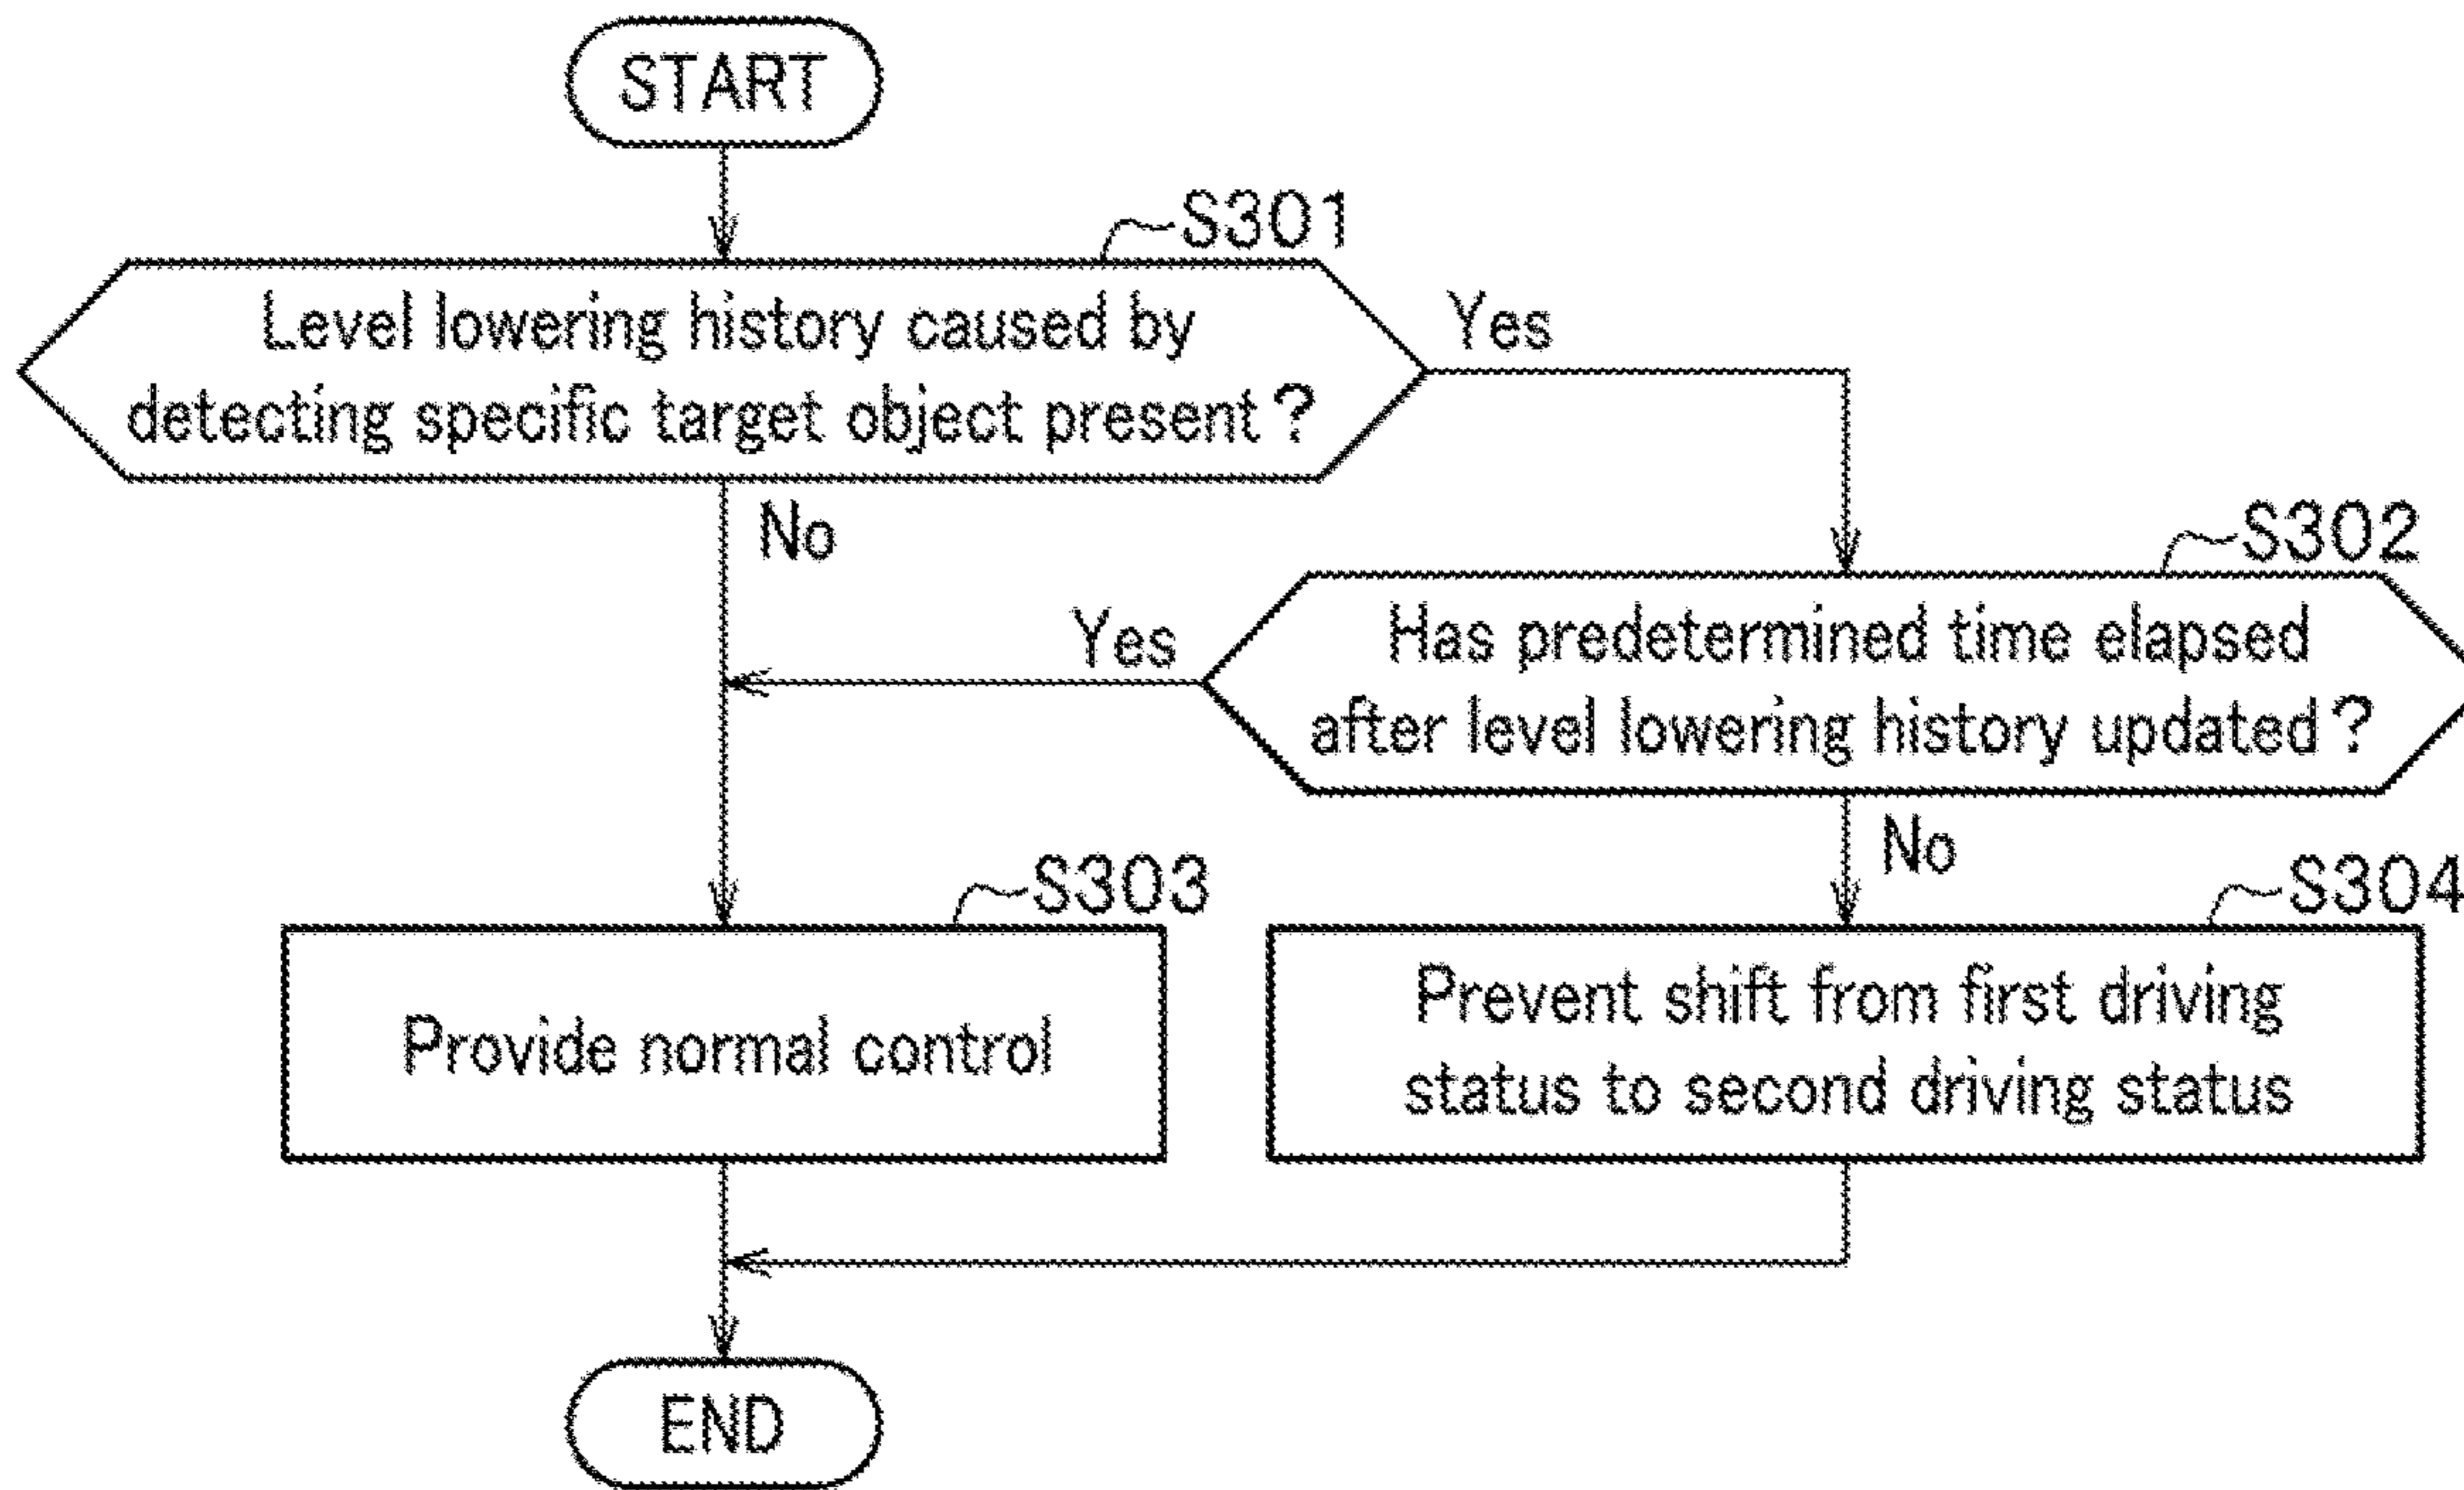 START
S301
Level lowering history caused by
detecting specific target object present?
Yes
No
S302
Has predetermined time elapsed
after level lowering history updated?
Yes
No
S303
Provide normal control
S304
Prevent shift from first driving
status to second driving status
END